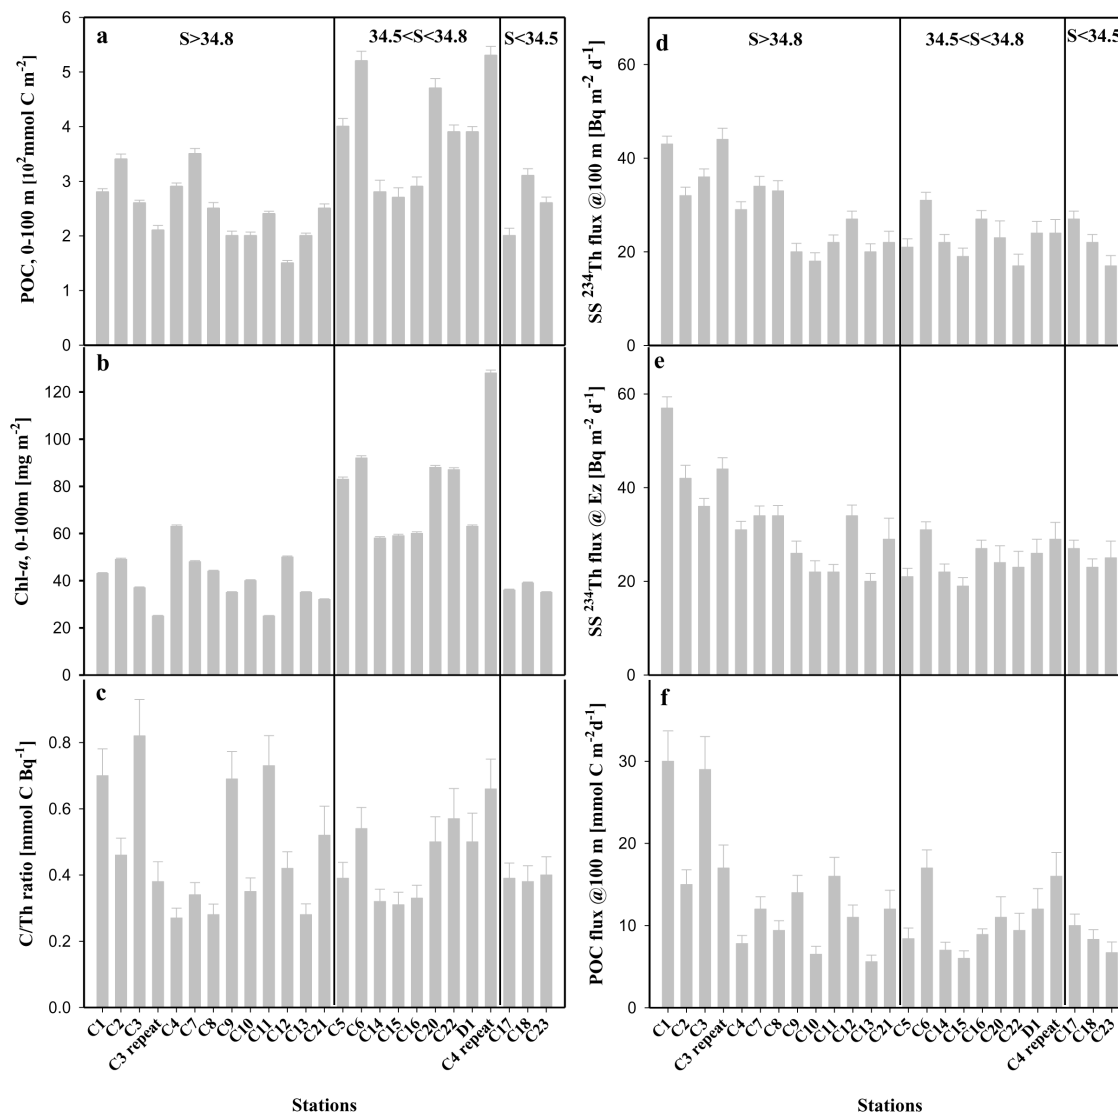 a
S>34.8
34.5<S<34.8
S<34.5
POC, 0-100 m [10²mmol C m⁻²]
6
5
4
3
2
1
0
b
Chl-a, 0-100m [mg m⁻²]
120
100
80
60
40
20
0
c
C/Th ratio [mmol C Bq⁻¹]
0.8
0.6
0.4
0.2
0.0
C1
C2
C3
C3 repeat
C4
C7
C8
C9
C10
C11
C12
C13
C21
C5
C6
C14
C15
C16
C20
C22
D1
C4 repeat
C17
C18
C23
Stations
d
S>34.8
34.5<S<34.8
S<34.5
SS ²³⁴Th flux @100 m [Bq m⁻² d⁻¹]
60
40
20
0
e
SS ²³⁴Th flux @ Ez [Bq m⁻² d⁻¹]
60
40
20
0
f
POC flux @100 m [mmol C m⁻²d⁻¹]
30
20
10
0
C1
C2
C3
C3 repeat
C4
C7
C8
C9
C10
C11
C12
C13
C21
C5
C6
C14
C15
C16
C20
C22
D1
C4 repeat
C17
C18
C23
Stations